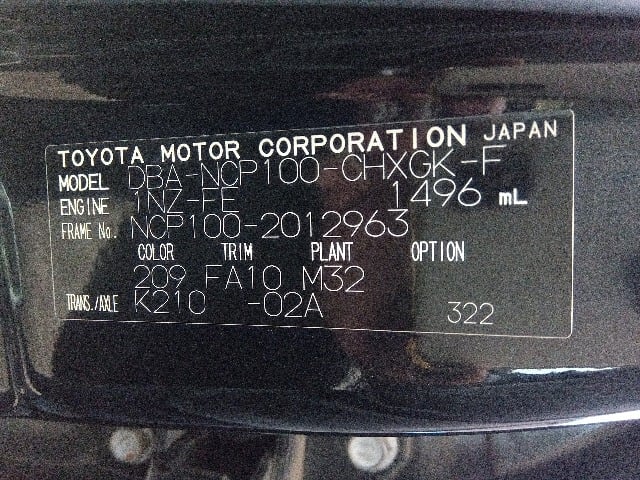 TOYOTA MOTOR CORPORATION JAPAN
MODEL DBA-NCP100-CHXGK-F
ENGINE 1NZ-FE 1496 mL
FRAME No. NCP100-2012963
COLOR TRIM PLANT OPTION
209 FA10 M32
TRANS./AXLE K210 -02A 322